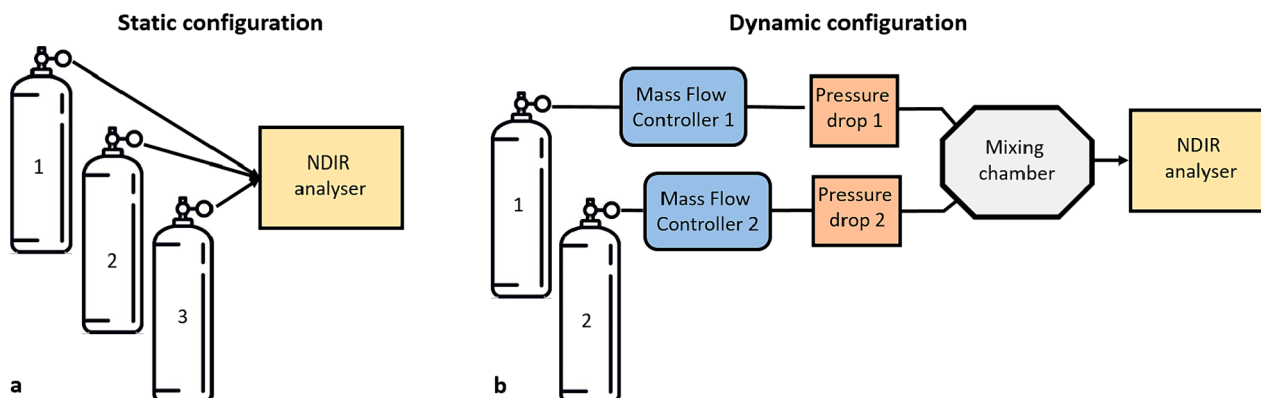 Static configuration
1
2
3
NDIR
analyser
a
Dynamic configuration
1
2
Mass Flow
Controller 1
Pressure
drop 1
Mass Flow
Controller 2
Pressure
drop 2
Mixing
chamber
NDIR
analyser
b